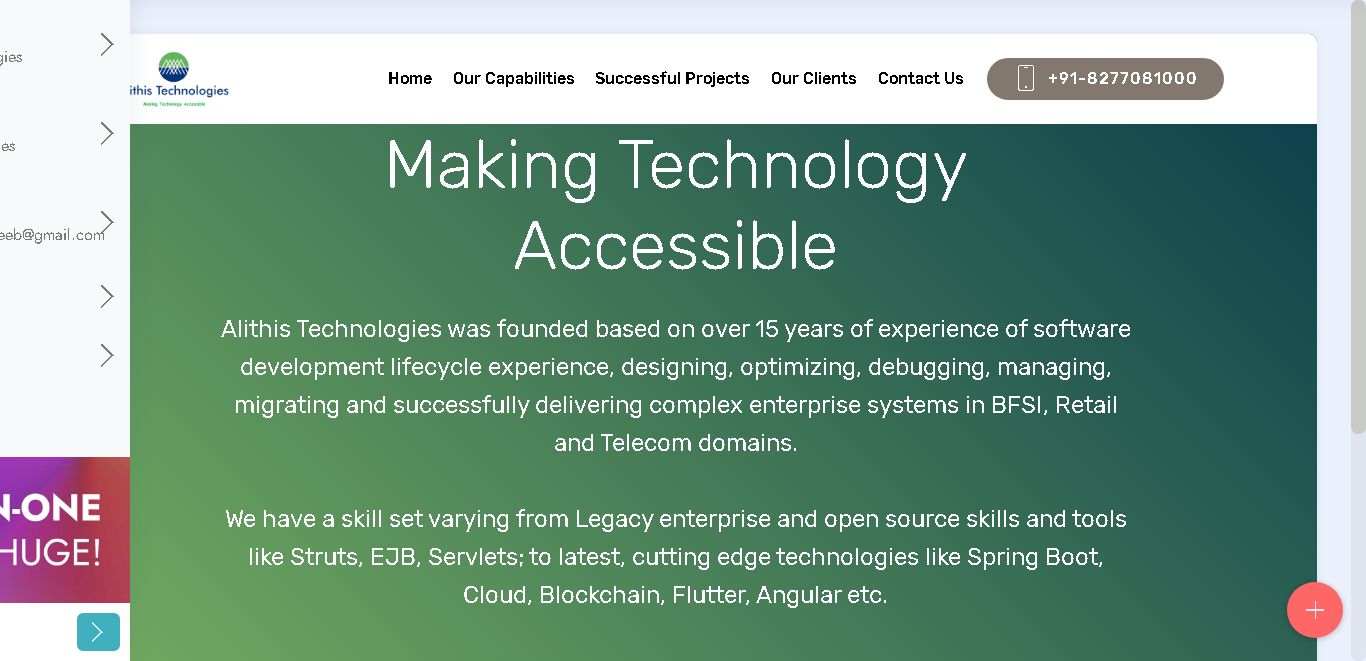 Home Our Capabilities Successful Projects Our Clients Contact Us +91-8277081000
Technologies
Making Technology Accessible
Making Technology
Accessible
Alithis Technologies was founded based on over 15 years of experience of software
development lifecycle experience, designing, optimizing, debugging, managing,
migrating and successfully delivering complex enterprise systems in BFSI, Retail
and Telecom domains.
We have a skill set varying from Legacy enterprise and open source skills and tools
like Struts, EJB, Servlets; to latest, cutting edge technologies like Spring Boot,
Cloud, Blockchain, Flutter, Angular etc.
gies
es
eeb@gmail.com
N-ONE
HUGE!